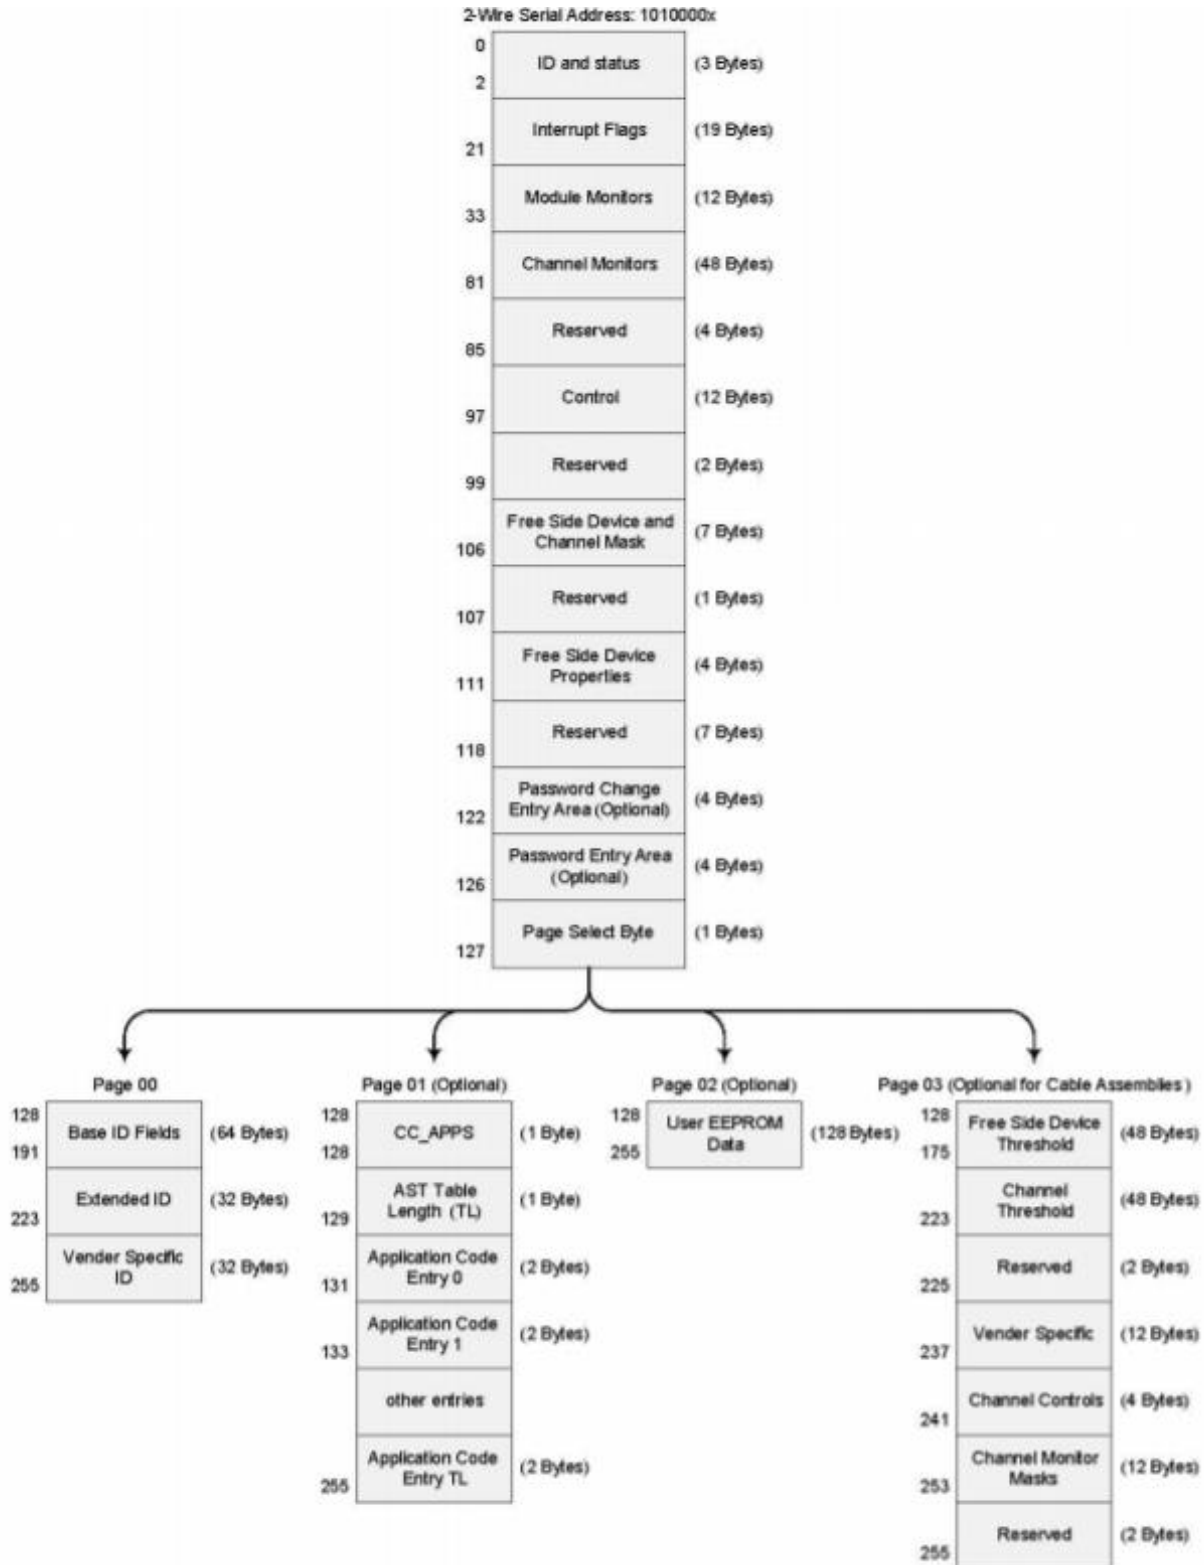 2-Wire Serial Address: 1010000x
0
ID and status
(3 Bytes)
2
Interrupt Flags
(19 Bytes)
21
Module Monitors
(12 Bytes)
33
Channel Monitors
(48 Bytes)
81
Reserved
(4 Bytes)
85
Control
(12 Bytes)
97
Reserved
(2 Bytes)
99
Free Side Device and
Channel Mask
(7 Bytes)
106
Reserved
(1 Bytes)
107
Free Side Device
Properties
(4 Bytes)
111
Reserved
(7 Bytes)
118
Password Change
Entry Area (Optional)
(4 Bytes)
122
Password Entry Area
(Optional)
(4 Bytes)
126
Page Select Byte
(1 Bytes)
127
Page 00
128
Base ID Fields
(64 Bytes)
191
Extended ID
(32 Bytes)
223
Vender Specific
ID
(32 Bytes)
255
Page 01 (Optional)
128
CC_APPS
(1 Byte)
128
AST Table
Length (TL)
(1 Byte)
129
Application Code
Entry 0
(2 Bytes)
131
Application Code
Entry 1
(2 Bytes)
133
other entries
Application Code
Entry TL
(2 Bytes)
255
Page 02 (Optional)
128
User EEPROM
Data
(128 Bytes)
255
Page 03 (Optional for Cable Assemblies )
128
Free Side Device
Threshold
(48 Bytes)
175
Channel
Threshold
(48 Bytes)
223
Reserved
(2 Bytes)
225
Vender Specific
(12 Bytes)
237
Channel Controls
(4 Bytes)
241
Channel Monitor
Masks
(12 Bytes)
253
Reserved
(2 Bytes)
255